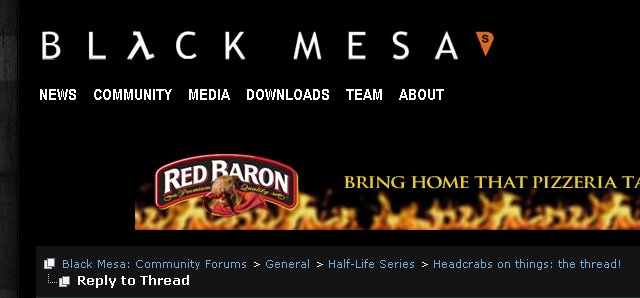 BLλCK MESA S
NEWS COMMUNITY MEDIA DOWNLOADS TEAM ABOUT
RED BARON
Premium Quality
BRING HOME THAT PIZZERIA TA
Black Mesa: Community Forums > General > Half-Life Series > Headcrabs on things: the thread!
Reply to Thread